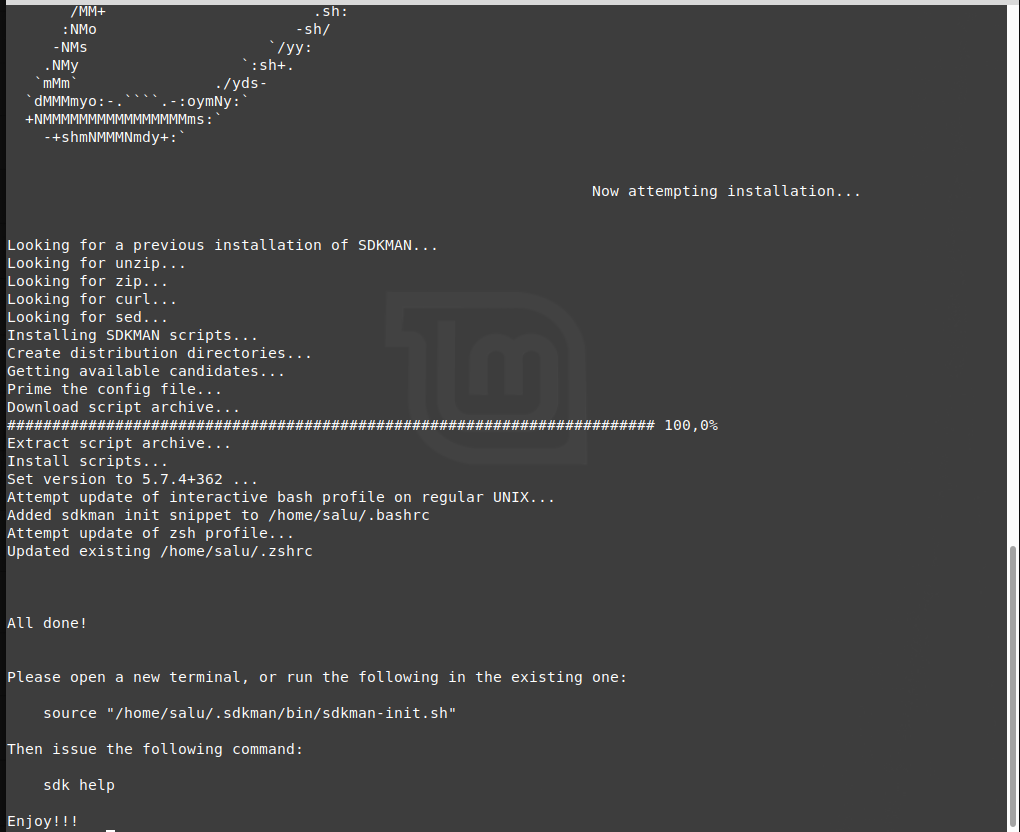 /MM+                       .sh:
:NMo                      -sh/
-NMs                    `/yy:
.NMy                  `:sh+.
`mMm`               ./yds-
`dMMMmyo:-.````.-:oymNy:`
+NMMMMMMMMMMMMMMMMms:`
-+shmNMMMNmdy+:`
Now attempting installation...
Looking for a previous installation of SDKMAN...
Looking for unzip...
Looking for zip...
Looking for curl...
Looking for sed...
Installing SDKMAN scripts...
Create distribution directories...
Getting available candidates...
Prime the config file...
Download script archive...
######################################################################## 100,0%
Extract script archive...
Install scripts...
Set version to 5.7.4+362 ...
Attempt update of interactive bash profile on regular UNIX...
Added sdkman init snippet to /home/salu/.bashrc
Attempt update of zsh profile...
Updated existing /home/salu/.zshrc
All done!
Please open a new terminal, or run the following in the existing one:
source "/home/salu/.sdkman/bin/sdkman-init.sh"
Then issue the following command:
sdk help
Enjoy!!!